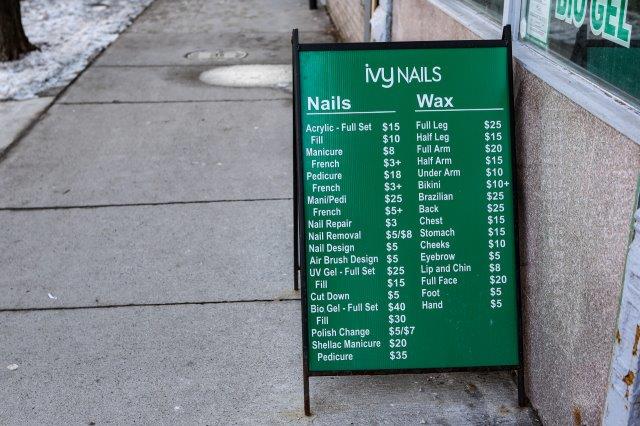 BIO GEL
ivy NAILS
Nails
Acrylic - Full Set $15
Fill $10
Manicure $8
French $3+
Pedicure $18
French $3+
Mani/Pedi $25
French $5+
Nail Repair $3
Nail Removal $5/$8
Nail Design $5
Air Brush Design $5
UV Gel - Full Set $25
Fill $15
Cut Down $5
Bio Gel - Full Set $40
Fill $30
Polish Change $5/$7
Shellac Manicure $20
Pedicure $35
Wax
Full Leg $25
Half Leg $15
Full Arm $20
Half Arm $15
Under Arm $10
Bikini $10+
Brazilian $25
Back $25
Chest $15
Stomach $15
Cheeks $10
Eyebrow $5
Lip and Chin $8
Full Face $20
Foot $5
Hand $5